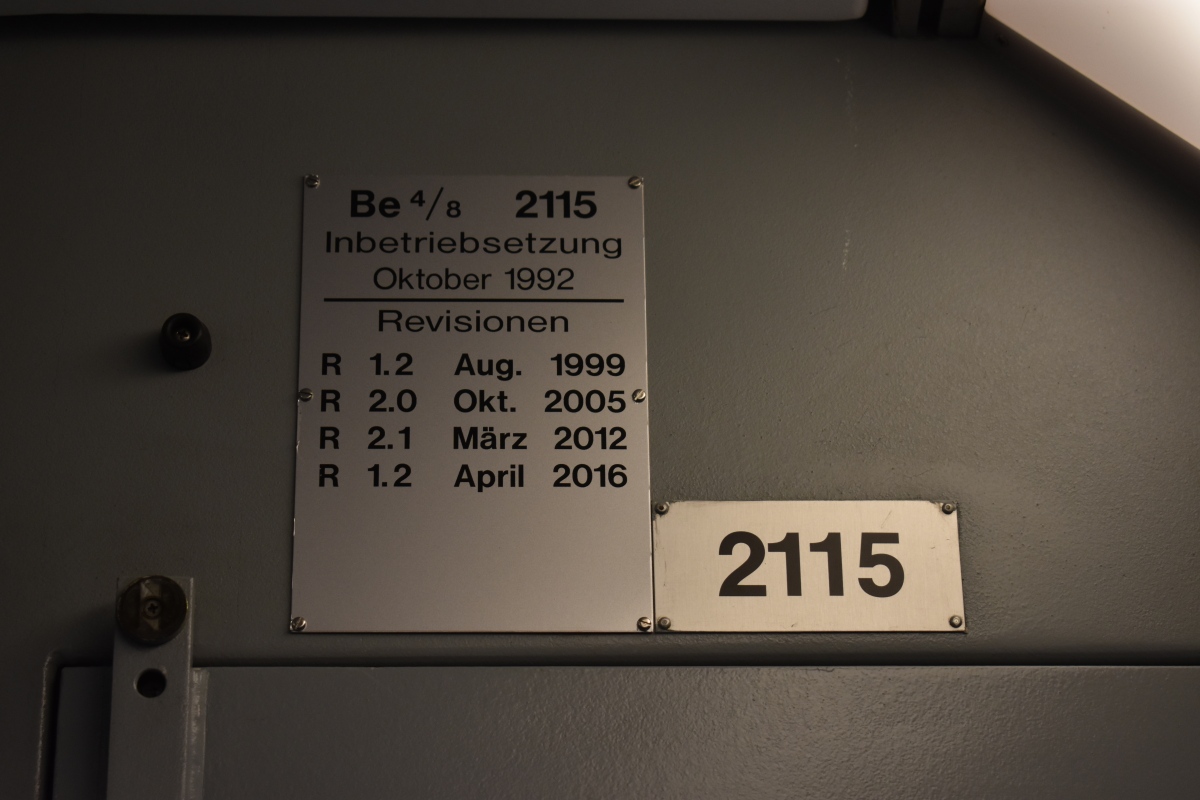 Be 4/8 2115
Inbetriebsetzung
Oktober 1992
Revisionen
R 1.2 Aug. 1999
R 2.0 Okt. 2005
R 2.1 März 2012
R 1.2 April 2016
2115